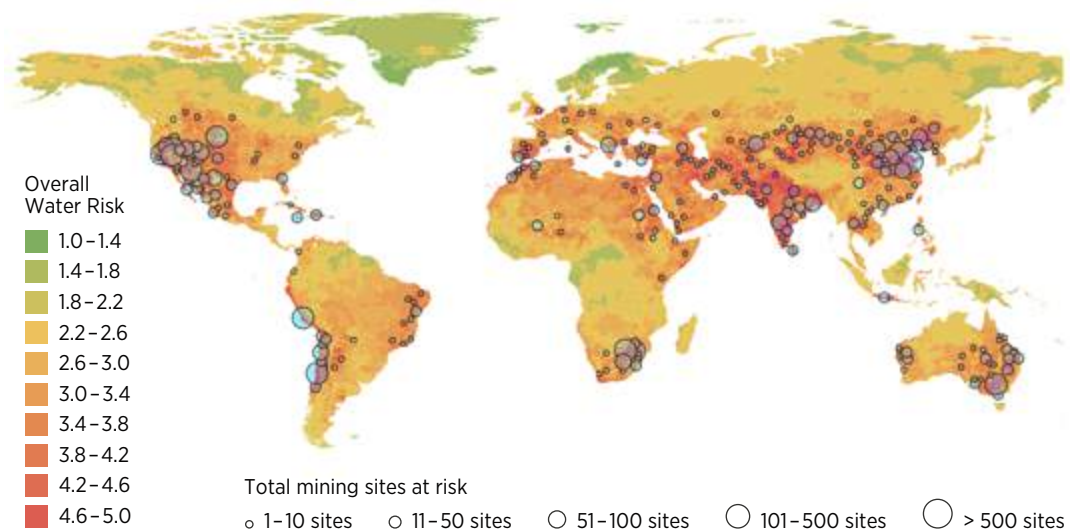 Overall
Water Risk
1.0–1.4
1.4–1.8
1.8–2.2
2.2–2.6
2.6–3.0
3.0–3.4
3.4–3.8
3.8–4.2
4.2–4.6
4.6–5.0
Total mining sites at risk
1–10 sites
11–50 sites
51–100 sites
101–500 sites
> 500 sites